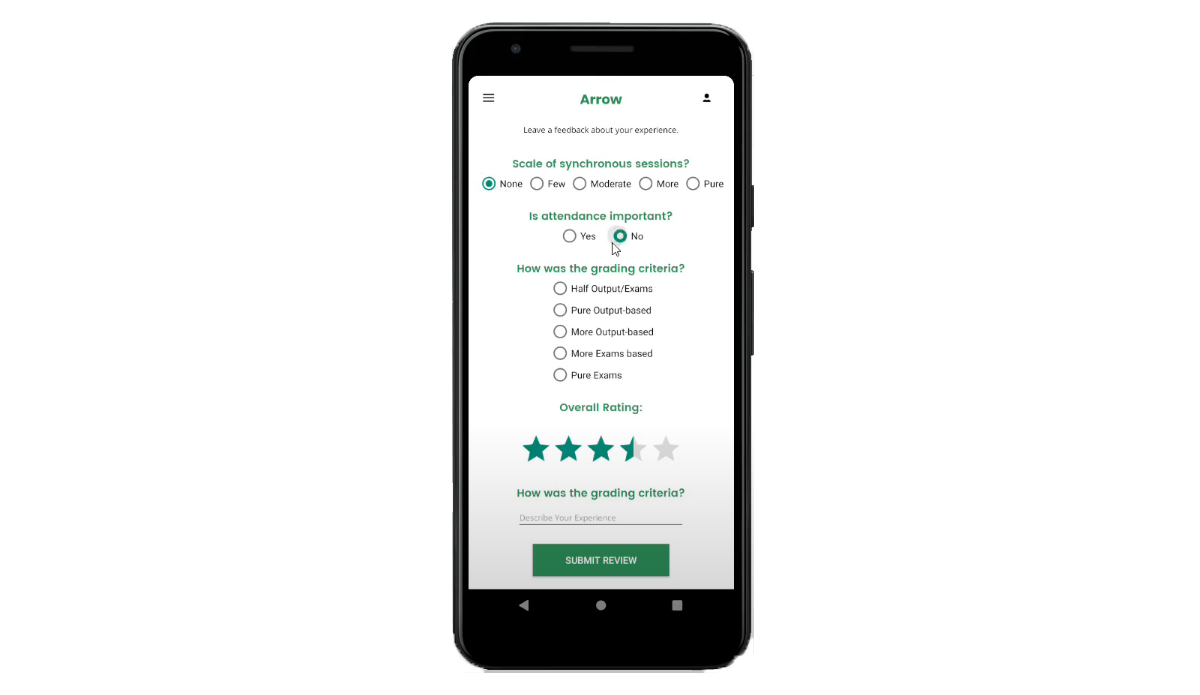 Arrow
Leave a feedback about your experience.
Scale of synchronous sessions?
None Few Moderate More Pure
Is attendance important?
Yes No
How was the grading criteria?
Half Output/Exams
Pure Output-based
More Output-based
More Exams based
Pure Exams
Overall Rating:
How was the grading criteria?
Describe Your Experience
SUBMIT REVIEW